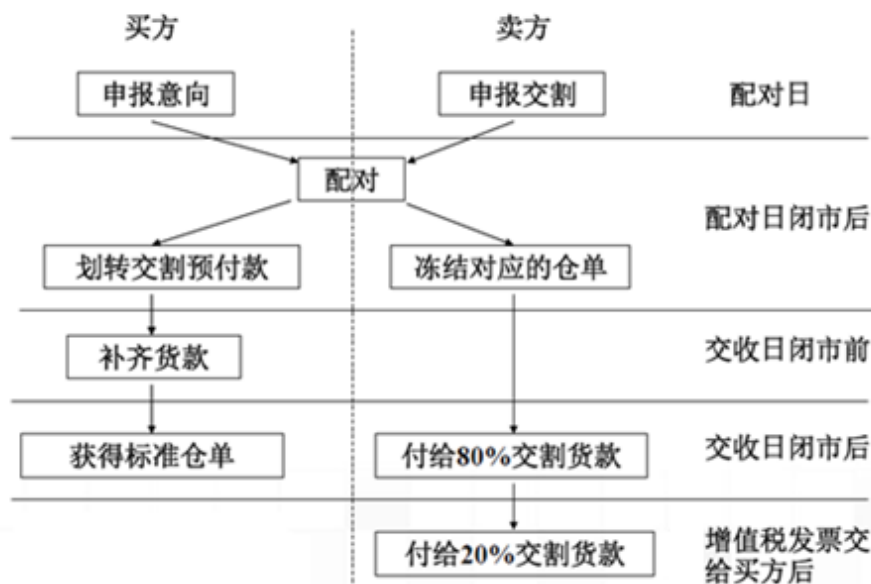 买方
卖方
申报意向
申报交割
配对日
配对
配对日闭市后
划转交割预付款
冻结对应的仓单
补齐货款
交收日闭市前
获得标准仓单
付给80%交割货款
交收日闭市后
付给20%交割货款
增值税发票交
给买方后